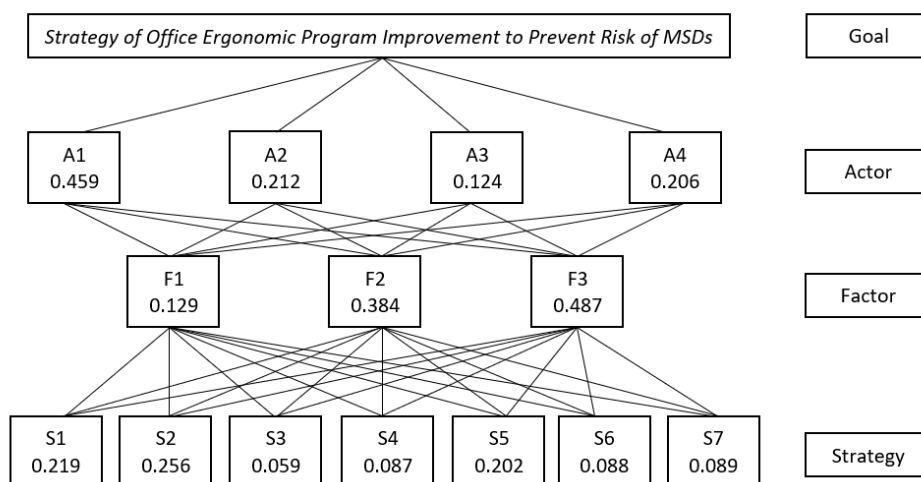 Strategy of Office Ergonomic Program Improvement to Prevent Risk of MSDs
Goal
A1
0.459
A2
0.212
A3
0.124
A4
0.206
Actor
F1
0.129
F2
0.384
F3
0.487
Factor
S1
0.219
S2
0.256
S3
0.059
S4
0.087
S5
0.202
S6
0.088
S7
0.089
Strategy